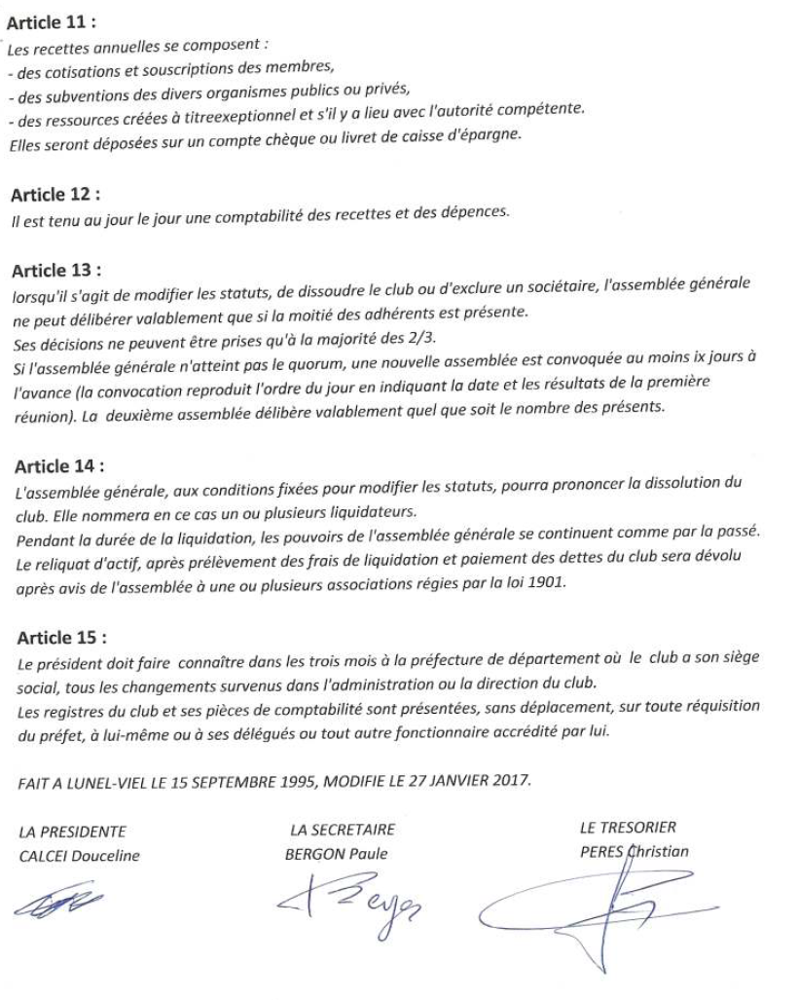 Article 11 :
Les recettes annuelles se composent :
- des cotisations et souscriptions des membres,
- des subventions des divers organismes publics ou privés,
- des ressources créées à titreexeptionnel et s'il y a lieu avec l'autorité compétente.
Elles seront déposées sur un compte chèque ou livret de caisse d'épargne.
Article 12 :
Il est tenu au jour le jour une comptabilité des recettes et des dépences.
Article 13 :
lorsqu'il s'agit de modifier les statuts, de dissoudre le club ou d'exclure un sociétaire, l'assemblée générale
ne peut délibérer valablement que si la moitié des adhérents est présente.
Ses décisions ne peuvent être prises qu'à la majorité des 2/3.
Si l'assemblée générale n'atteint pas le quorum, une nouvelle assemblée est convoquée au moins ix jours à
l'avance (la convocation reproduit l'ordre du jour en indiquant la date et les résultats de la première
réunion). La deuxième assemblée délibère valablement quel que soit le nombre des présents.
Article 14 :
L'assemblée générale, aux conditions fixées pour modifier les statuts, pourra prononcer la dissolution du
club. Elle nommera en ce cas un ou plusieurs liquidateurs.
Pendant la durée de la liquidation, les pouvoirs de l'assemblée générale se continuent comme par la passé.
Le reliquat d'actif, après prélèvement des frais de liquidation et paiement des dettes du club sera dévolu
après avis de l'assemblée à une ou plusieurs associations régies par la loi 1901.
Article 15 :
Le président doit faire connaître dans les trois mois à la préfecture de département où le club a son siège
social, tous les changements survenus dans l'administration ou la direction du club.
Les registres du club et ses pièces de comptabilité sont présentées, sans déplacement, sur toute réquisition
du préfet, à lui-même ou à ses délégués ou tout autre fonctionnaire accrédité par lui.
FAIT A LUNEL-VIEL LE 15 SEPTEMBRE 1995, MODIFIE LE 27 JANVIER 2017.
LA PRESIDENTE LA SECRETAIRE LE TRESORIER
CALCEI Douceline BERGON Paule PERES Christian